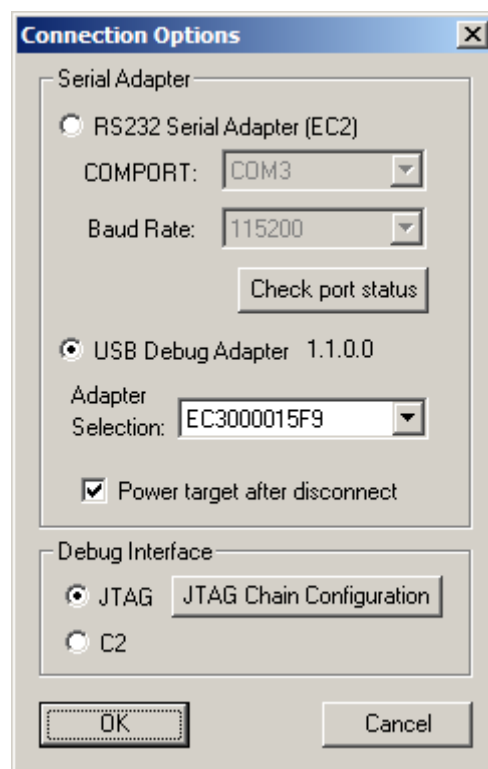 Connection Options
Serial Adapter
RS232 Serial Adapter (EC2)
COMPORT: COM3
Baud Rate: 115200
Check port status
USB Debug Adapter 1.1.0.0
Adapter
Selection: EC3000015F9
Power target after disconnect
Debug Interface
JTAG JTAG Chain Configuration
C2
OK Cancel